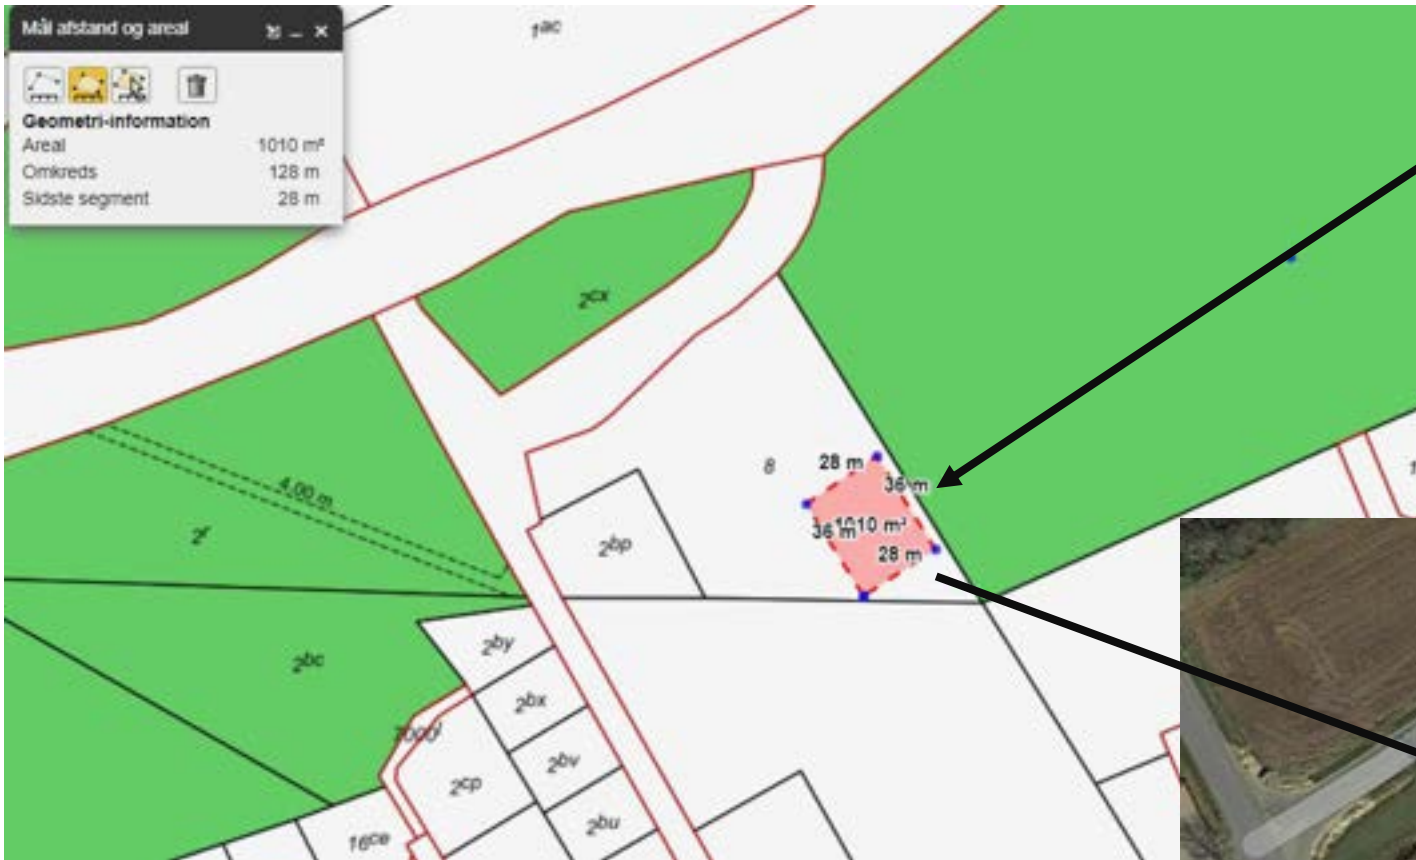 Mål afstand og areal
Geometri-information
Areal 1010 m²
Omkreds 128 m
Sidste segment 28 m
1ac
2cx
4,00 m
2f
8
28 m
36 m
1010 m²
36 m
28 m
2bp
2by
2bc
2bx
2bv
2cp
2bu
16ce